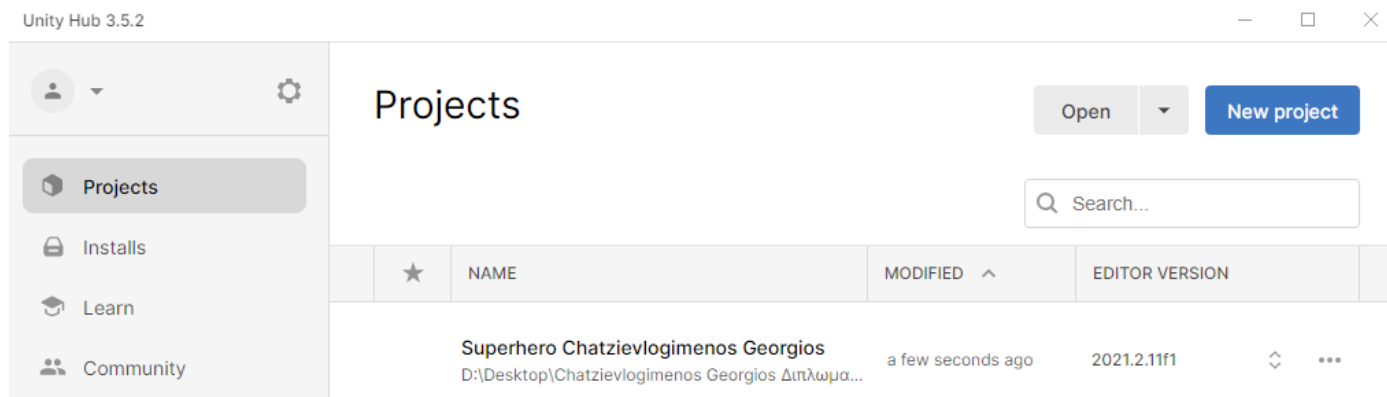 Unity Hub 3.5.2
Projects
Open
New project
Projects
Search...
Installs
NAME
MODIFIED
EDITOR VERSION
Learn
Superhero Chatzievlogimenos Georgios
a few seconds ago
2021.2.11f1
D:\Desktop\Chatzievlogimenos Georgios Διπλωμα...
Community